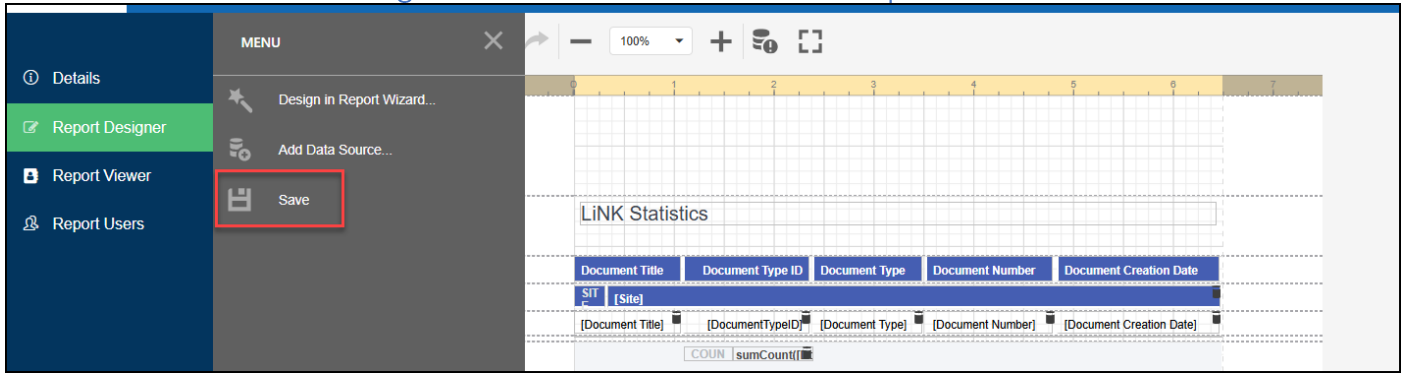 MENU
100%
Details
Design in Report Wizard...
Report Designer
Add Data Source...
Report Viewer
Save
Report Users
0 1 2 3 4 5 6 7
LiNK Statistics
Document Title Document Type ID Document Type Document Number Document Creation Date
SIT [Site]
[Document Title] [DocumentTypeID] [Document Type] [Document Number] [Document Creation Date]
COUN sumCount([